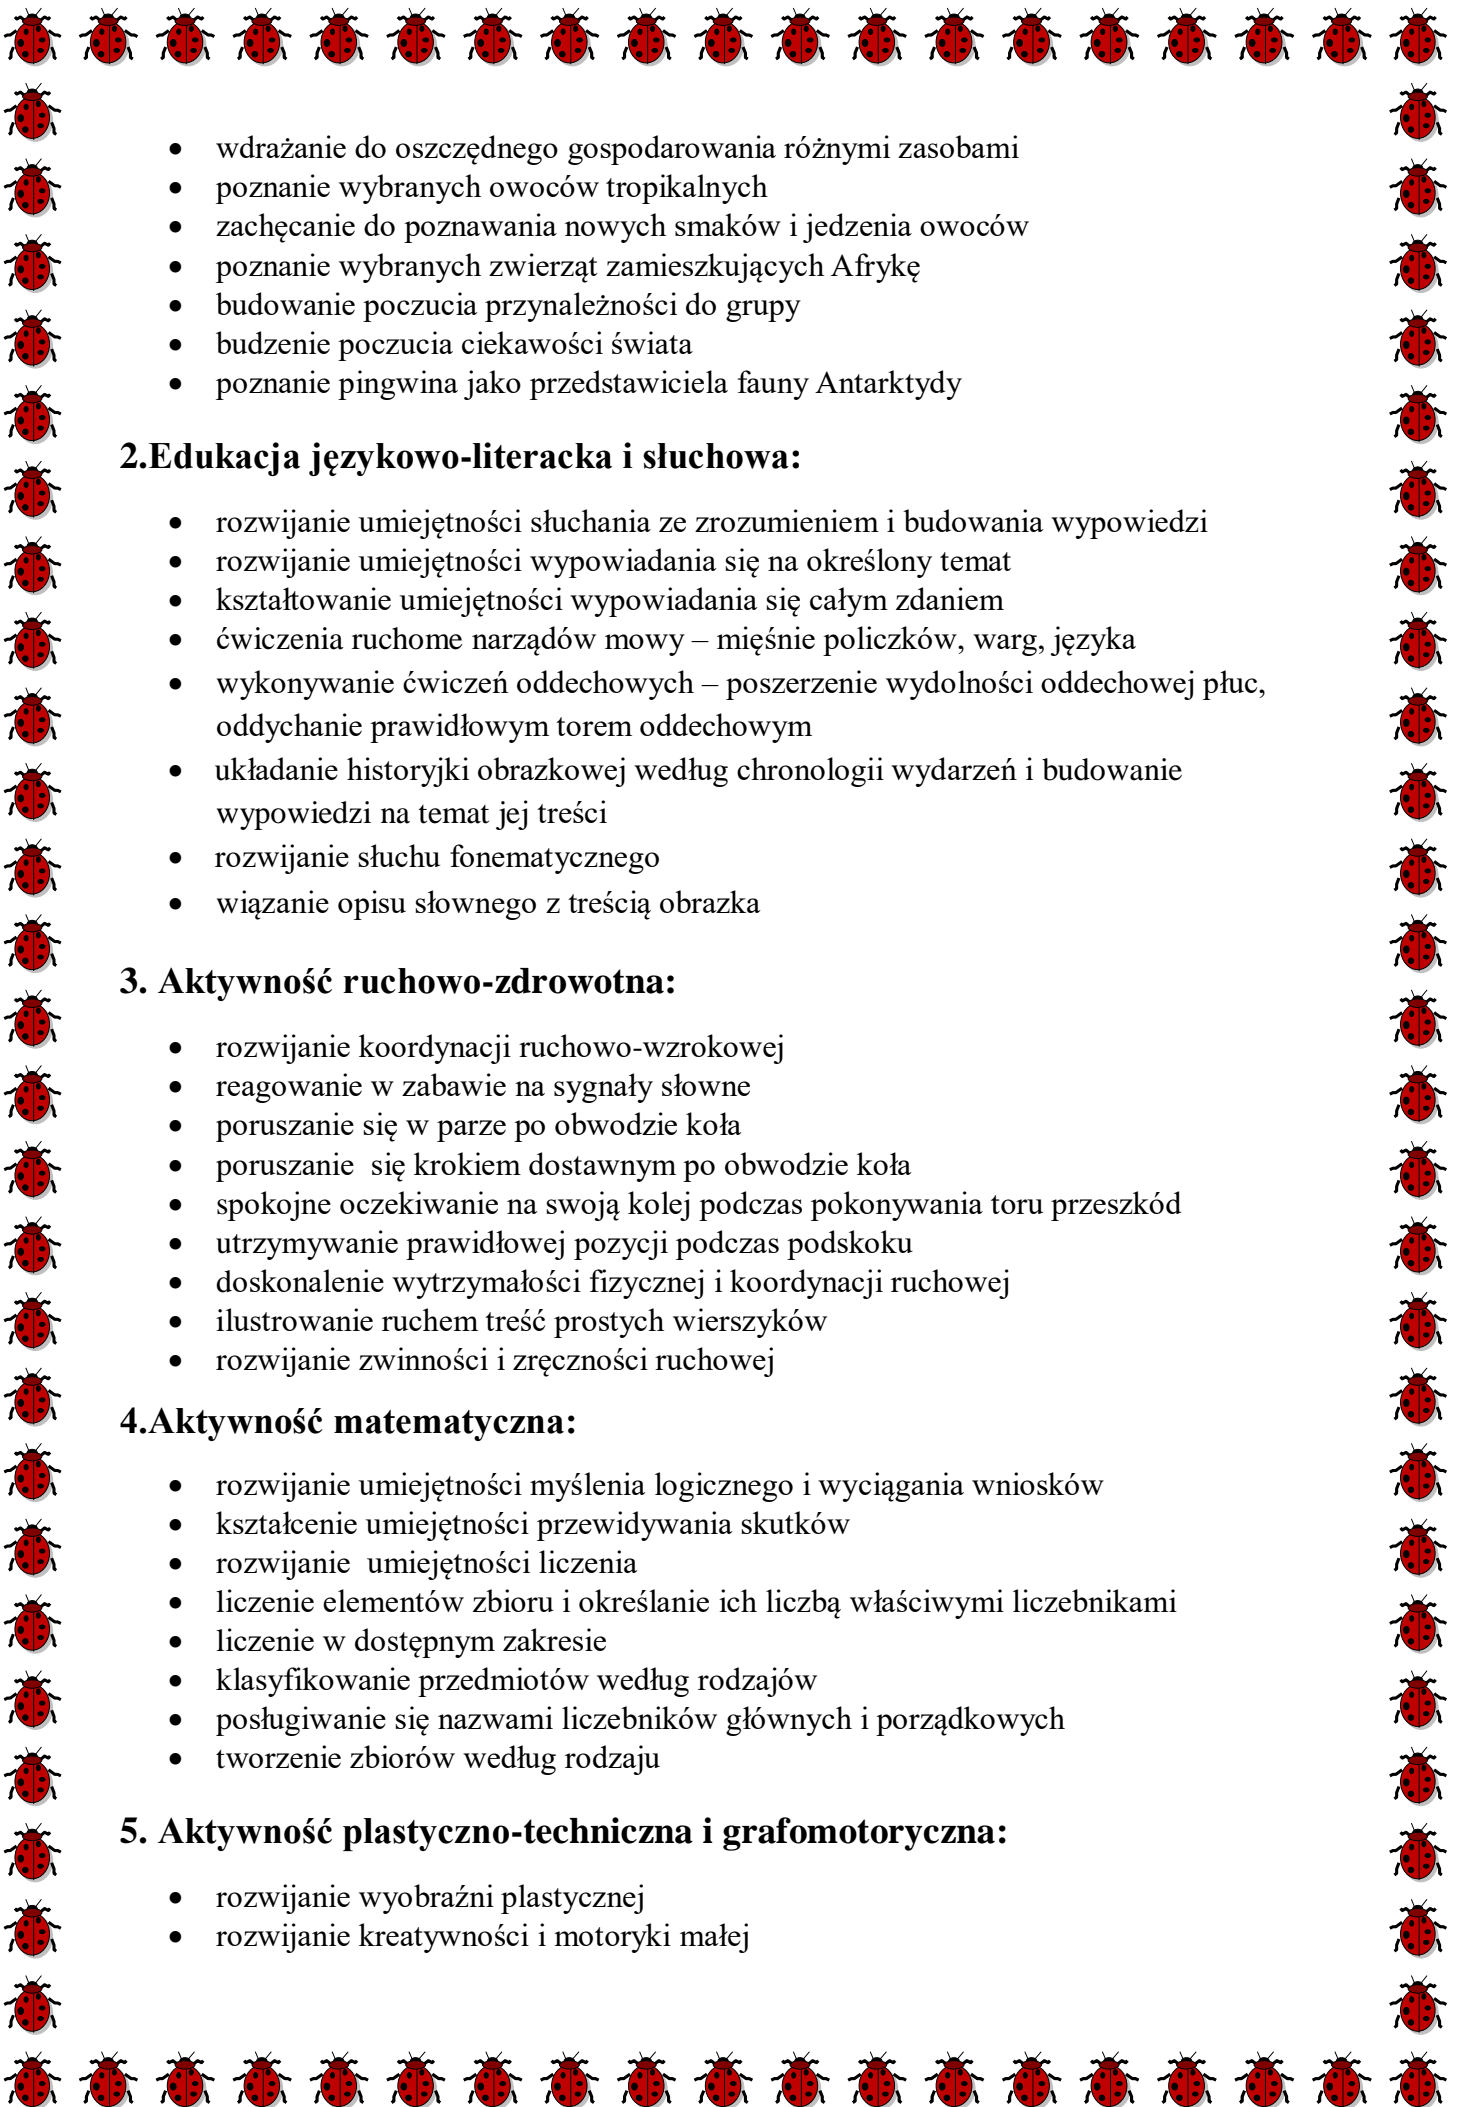 • wdrażanie do oszczędnego gospodarowania różnymi zasobami
• poznanie wybranych owoców tropikalnych
• zachęcanie do poznawania nowych smaków i jedzenia owoców
• poznanie wybranych zwierząt zamieszkujących Afrykę
• budowanie poczucia przynależności do grupy
• budzenie poczucia ciekawości świata
• poznanie pingwina jako przedstawiciela fauny Antarktydy
2.Edukacja językowo-literacka i słuchowa:
• rozwijanie umiejętności słuchania ze zrozumieniem i budowania wypowiedzi
• rozwijanie umiejętności wypowiadania się na określony temat
• kształtowanie umiejętności wypowiadania się całym zdaniem
• ćwiczenia ruchome narządów mowy – mięśnie policzków, warg, języka
• wykonywanie ćwiczeń oddechowych – poszerzenie wydolności oddechowej płuc,
oddychanie prawidłowym torem oddechowym
• układanie historyjki obrazkowej według chronologii wydarzeń i budowanie
wypowiedzi na temat jej treści
• rozwijanie słuchu fonematycznego
• wiązanie opisu słownego z treścią obrazka
3. Aktywność ruchowo-zdrowotna:
• rozwijanie koordynacji ruchowo-wzrokowej
• reagowanie w zabawie na sygnały słowne
• poruszanie się w parze po obwodzie koła
• poruszanie  się krokiem dostawnym po obwodzie koła
• spokojne oczekiwanie na swoją kolej podczas pokonywania toru przeszkód
• utrzymywanie prawidłowej pozycji podczas podskoku
• doskonalenie wytrzymałości fizycznej i koordynacji ruchowej
• ilustrowanie ruchem treść prostych wierszyków
• rozwijanie zwinności i zręczności ruchowej
4.Aktywność matematyczna:
• rozwijanie umiejętności myślenia logicznego i wyciągania wniosków
• kształcenie umiejętności przewidywania skutków
• rozwijanie  umiejętności liczenia
• liczenie elementów zbioru i określanie ich liczbą właściwymi liczebnikami
• liczenie w dostępnym zakresie
• klasyfikowanie przedmiotów według rodzajów
• posługiwanie się nazwami liczebników głównych i porządkowych
• tworzenie zbiorów według rodzaju
5. Aktywność plastyczno-techniczna i grafomotoryczna:
• rozwijanie wyobraźni plastycznej
• rozwijanie kreatywności i motoryki małej